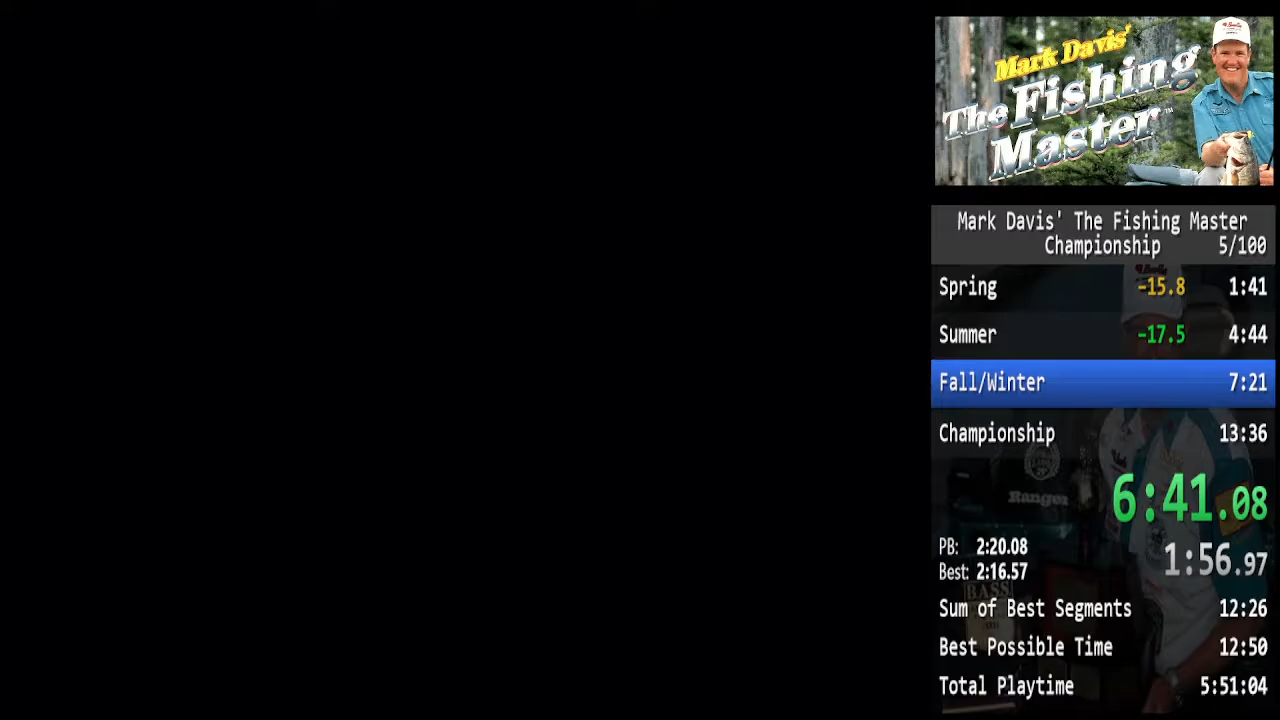 Mark Davis'
The Fishing
Master™
Mark Davis' The Fishing Master
Championship 5/100
Spring -15.8 1:41
Summer -17.5 4:44
Fall/Winter 7:21
Championship 13:36
Ranger
6:41.08
PB: 2:20.08
1:56.97
Best: 2:16.57
BASS
Sum of Best Segments 12:26
Best Possible Time 12:50
Total Playtime 5:51:04